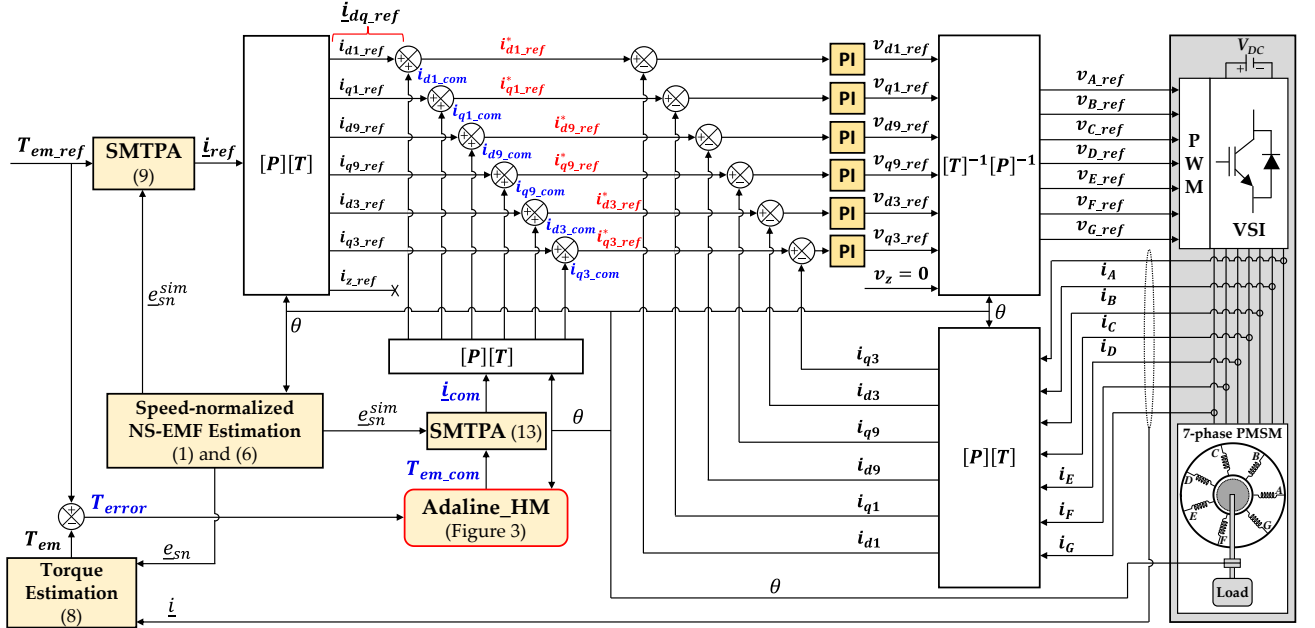 i_dq_ref
i_d1_ref
i*_d1_ref
PI
v_d1_ref
V_DC
+ −
i_d1_com
i_q1_ref
i*_q1_ref
PI
v_q1_ref
v_A_ref
i_q1_com
v_B_ref
i_d9_ref
i*_d9_ref
PI
v_d9_ref
v_C_ref
T_em_ref
SMTPA
(9)
i_ref
[P][T]
i_d9_com
[T]⁻¹[P]⁻¹
P
W
M
v_D_ref
i_q9_ref
i*_q9_ref
PI
v_q9_ref
v_E_ref
i_q9_com
i_d3_ref
i*_d3_ref
PI
v_d3_ref
v_F_ref
i_d3_com
VSI
i_q3_ref
i*_q3_ref
PI
v_q3_ref
v_G_ref
i_q3_com
i_z_ref
v_z = 0
i_A
e_sn^sim
i_B
θ
θ
i_C
[P][T]
i_q3
i_D
i_com
i_d3
Speed-normalized
NS-EMF Estimation
(1) and (6)
e_sn^sim
SMTPA (13)
θ
i_q9
7-phase PMSM
[P][T]
T_em_com
i_d9
i_E
C
B
D
A
E
G
F
T_error
Adaline_HM
(Figure 3)
i_q1
i_F
T_em
i_d1
i_G
e_sn
Torque
Estimation
(8)
θ
Load
i